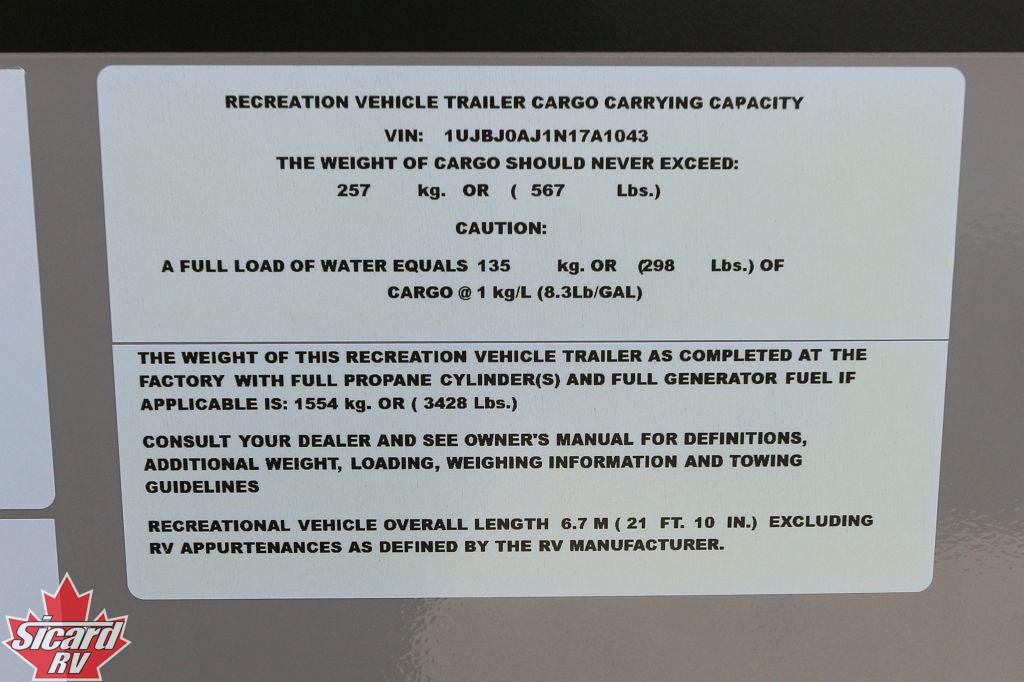 RECREATION VEHICLE TRAILER CARGO CARRYING CAPACITY
VIN: 1UJBJ0AJ1N17A1043
THE WEIGHT OF CARGO SHOULD NEVER EXCEED:
257 kg. OR ( 567 Lbs.)
CAUTION:
A FULL LOAD OF WATER EQUALS 135 kg. OR (298 Lbs.) OF
CARGO @ 1 kg/L (8.3Lb/GAL)
THE WEIGHT OF THIS RECREATION VEHICLE TRAILER AS COMPLETED AT THE
FACTORY WITH FULL PROPANE CYLINDER(S) AND FULL GENERATOR FUEL IF
APPLICABLE IS: 1554 kg. OR ( 3428 Lbs.)
CONSULT YOUR DEALER AND SEE OWNER'S MANUAL FOR DEFINITIONS,
ADDITIONAL WEIGHT, LOADING, WEIGHING INFORMATION AND TOWING
GUIDELINES
RECREATIONAL VEHICLE OVERALL LENGTH 6.7 M ( 21 FT. 10 IN.) EXCLUDING
RV APPURTENANCES AS DEFINED BY THE RV MANUFACTURER.
Sicard
RV